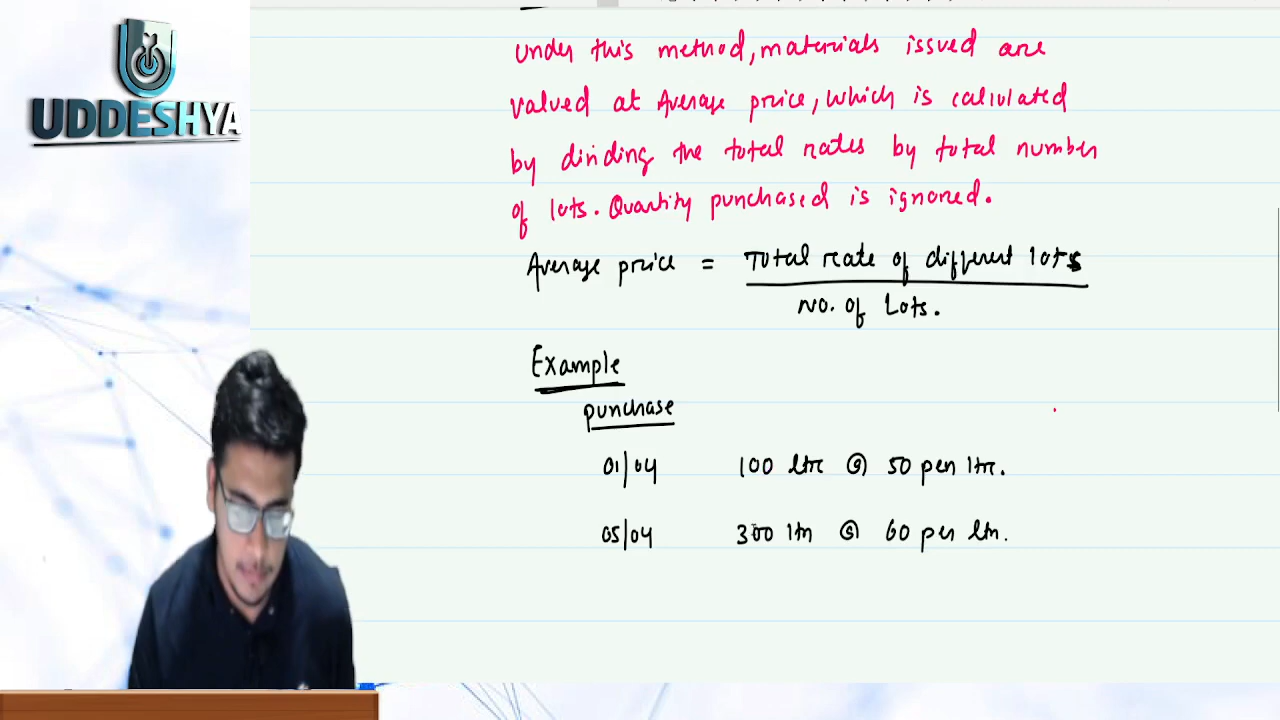 UDDESHYA
Under this method, materials issued are
valued at Average price, which is calculated
by dividing the total rates by total number
of lots. Quantity purchased is ignored.
Average price = Total rate of different lots
No. of Lots.
Example
purchase
01/04 100 ltr @ 50 per ltr.
05/04 300 ltr @ 60 per ltr.